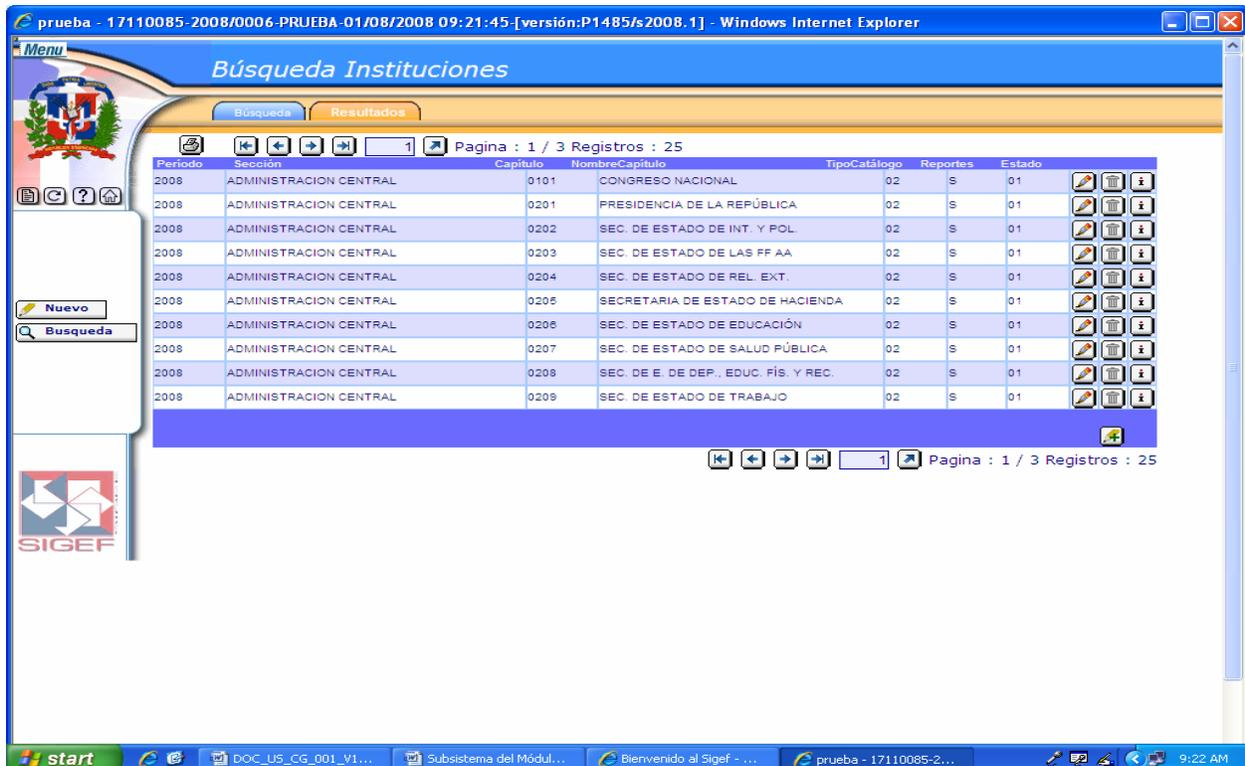 prueba - 17110085-2008/0006-PRUEBA-01/08/2008 09:21:45-[versión:P1485/s2008.1] - Windows Internet Explorer
Menu
Búsqueda Instituciones
Búsqueda Resultados
1 Pagina : 1 / 3 Registros : 25
Período Sección Capítulo NombreCapítulo TipoCatálogo Reportes Estado
2008 ADMINISTRACION CENTRAL 0101 CONGRESO NACIONAL 02 S 01
2008 ADMINISTRACION CENTRAL 0201 PRESIDENCIA DE LA REPÚBLICA 02 S 01
2008 ADMINISTRACION CENTRAL 0202 SEC. DE ESTADO DE INT. Y POL. 02 S 01
2008 ADMINISTRACION CENTRAL 0203 SEC. DE ESTADO DE LAS FF AA 02 S 01
2008 ADMINISTRACION CENTRAL 0204 SEC. DE ESTADO DE REL. EXT. 02 S 01
2008 ADMINISTRACION CENTRAL 0205 SECRETARIA DE ESTADO DE HACIENDA 02 S 01
2008 ADMINISTRACION CENTRAL 0206 SEC. DE ESTADO DE EDUCACIÓN 02 S 01
2008 ADMINISTRACION CENTRAL 0207 SEC. DE ESTADO DE SALUD PÚBLICA 02 S 01
2008 ADMINISTRACION CENTRAL 0208 SEC. DE E. DE DEP., EDUC. FÍS. Y REC. 02 S 01
2008 ADMINISTRACION CENTRAL 0209 SEC. DE ESTADO DE TRABAJO 02 S 01
Nuevo
Busqueda
1 Pagina : 1 / 3 Registros : 25
SIGEF
start DOC_US_CG_001_V1... Subsistema del Módul... Bienvenido al Sigef - ... prueba - 17110085-2... 9:22 AM